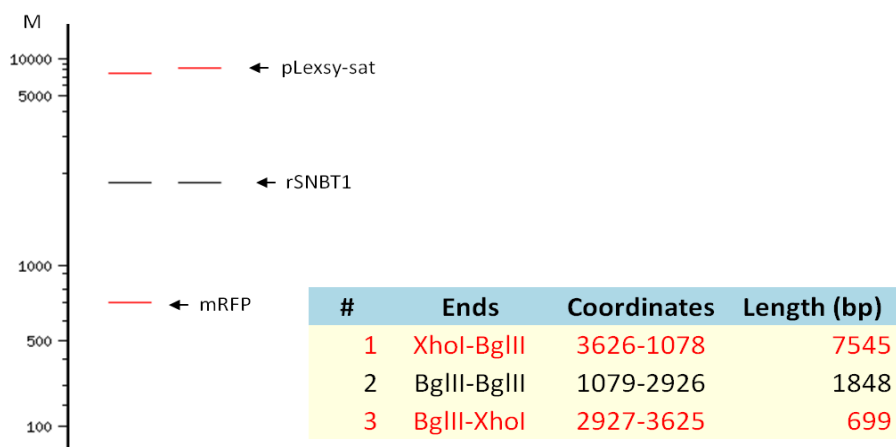 M
10000
pLexsy-sat
5000
rSNBT1
1000
mRFP
500
100
# Ends Coordinates Length (bp)
1 XhoI-BglII 3626-1078 7545
2 BglII-BglII 1079-2926 1848
3 BglII-XhoI 2927-3625 699